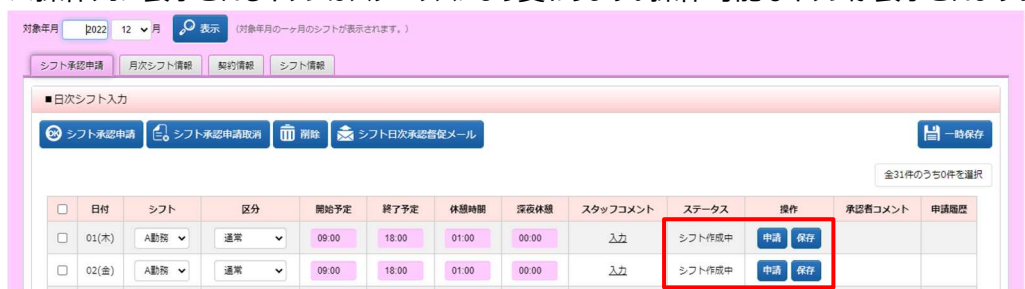 対象年月 2022 12 月 表示 (対象年月の一ヶ月のシフトが表示されます。)
シフト承認申請 月次シフト情報 契約情報 シフト情報
■日次シフト入力
OK シフト承認申請 シフト承認申請取消 削除 シフト日次承認督促メール 一時保存
全31件のうち0件を選択
日付 シフト 区分 開始予定 終了予定 休憩時間 深夜休憩 スタッフコメント ステータス 操作 承認者コメント 申請履歴
01(木) A勤務 通常 09:00 18:00 01:00 00:00 入力 シフト作成中 申請 保存
02(金) A勤務 通常 09:00 18:00 01:00 00:00 入力 シフト作成中 申請 保存